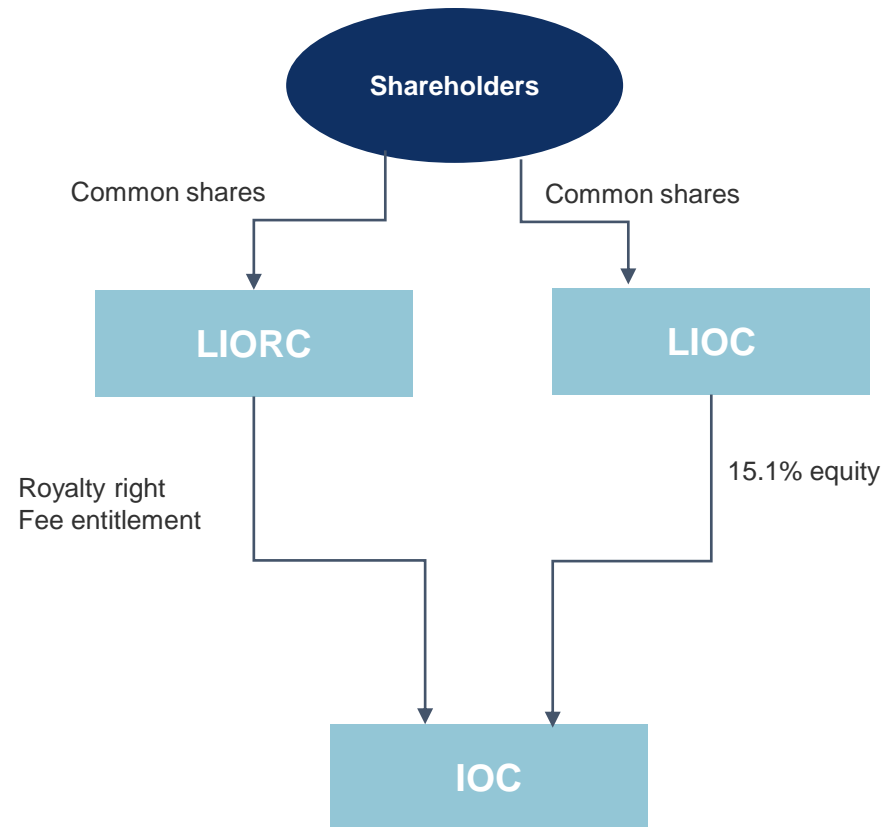 Shareholders
Common shares
Common shares
LIORC
LIOC
Royalty right
Fee entitlement
15.1% equity
IOC